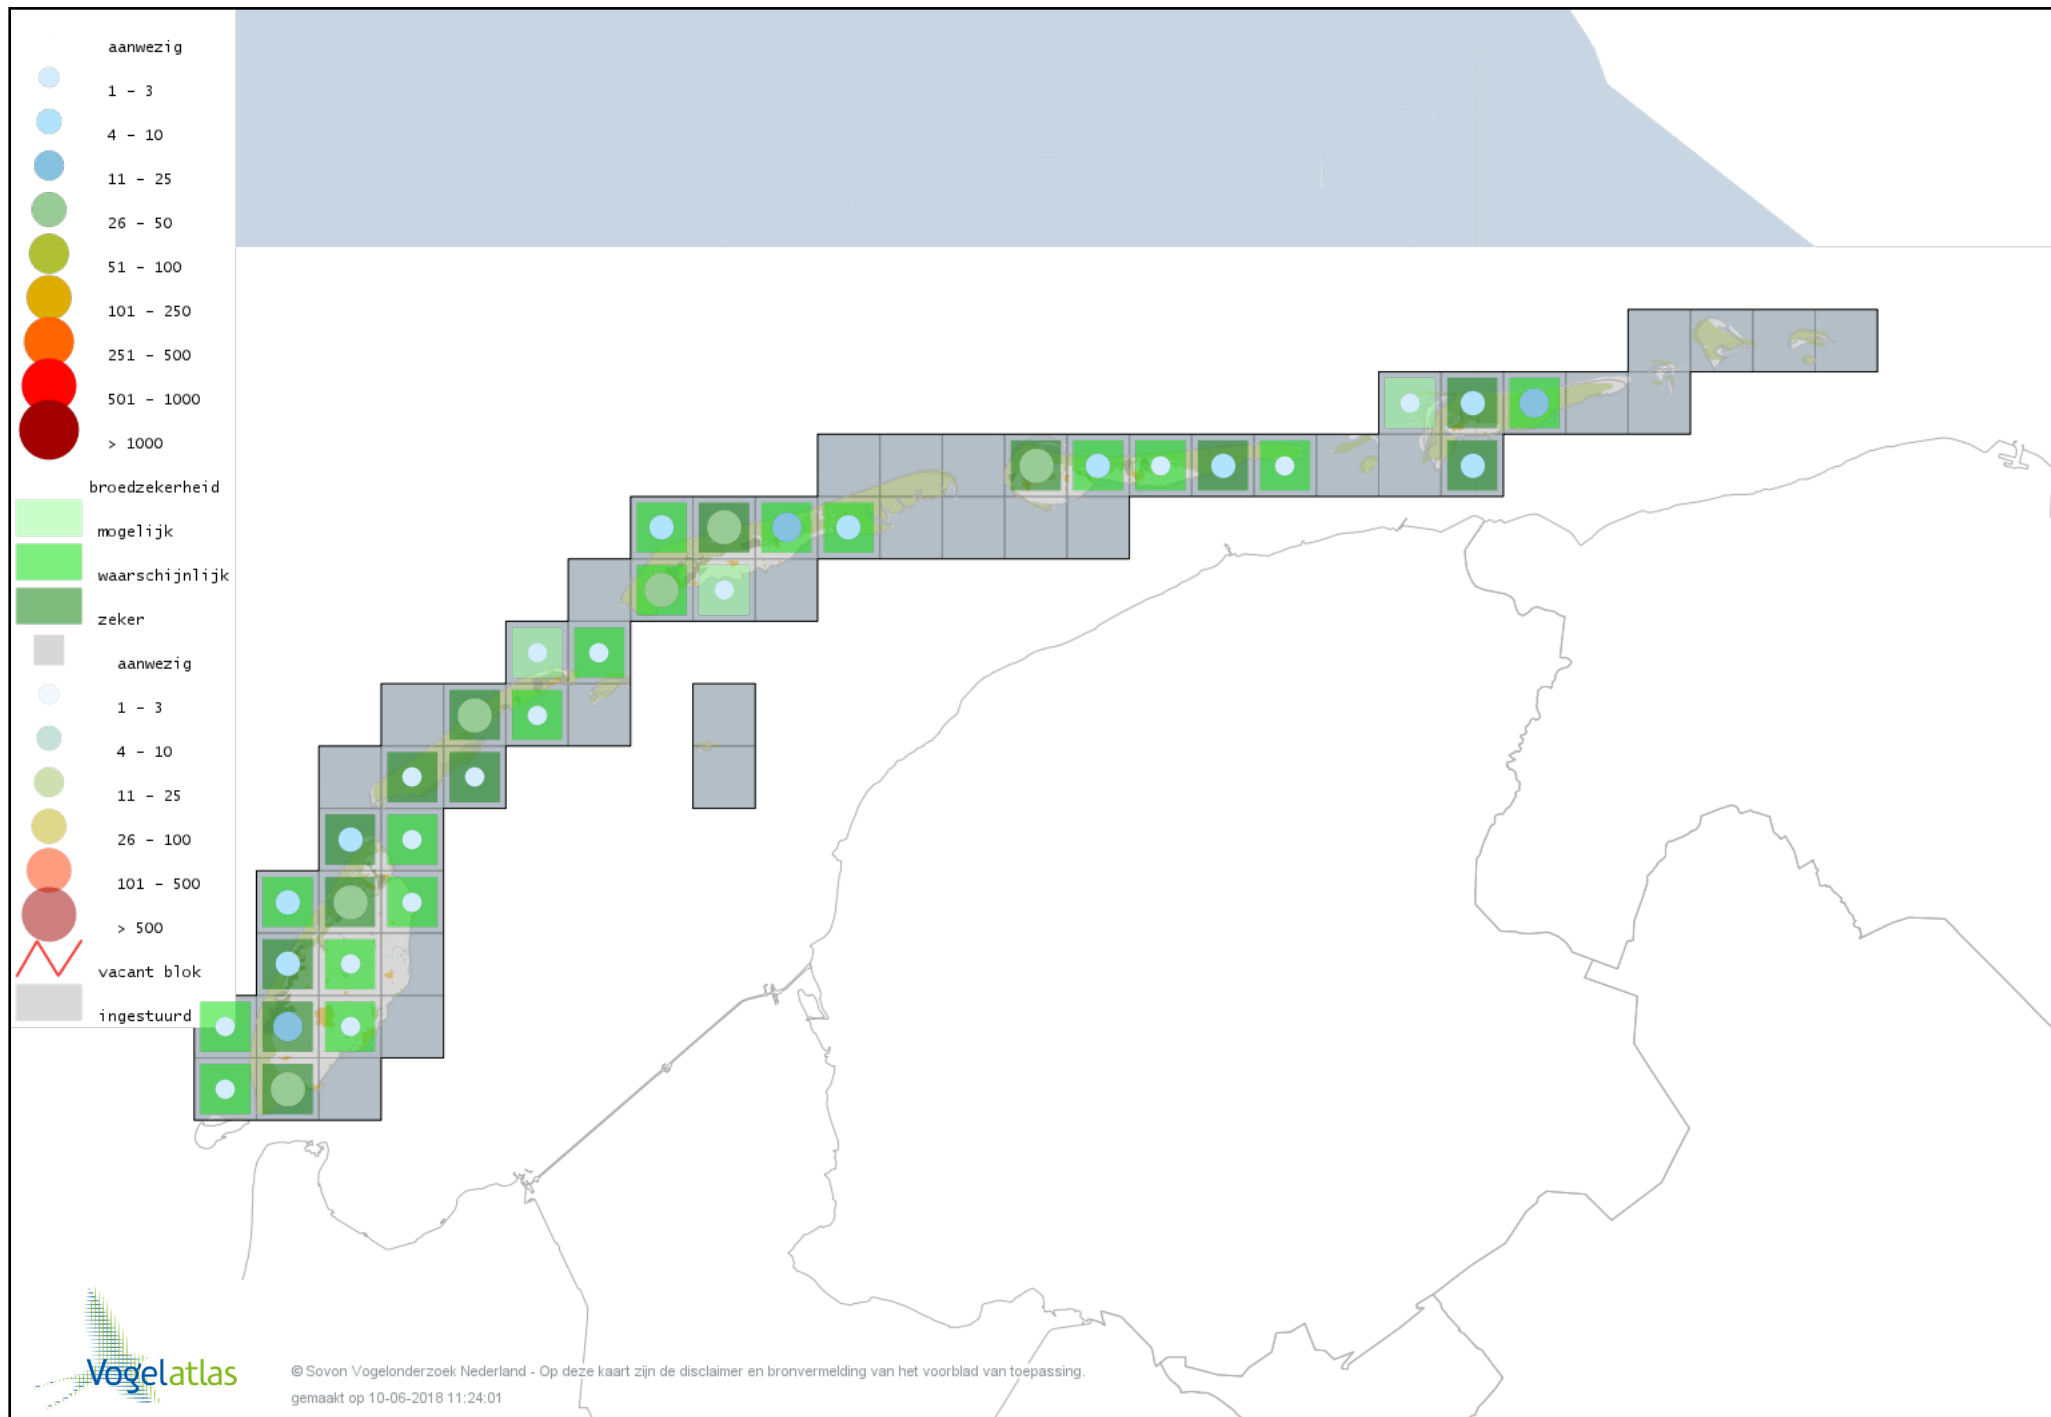 aanwezig
1 - 3
4 - 10
11 - 25
26 - 50
51 - 100
101 - 250
251 - 500
501 - 1000
> 1000
broedzekerheid
mogelijk
waarschijnlijk
zeker
aanwezig
1 - 3
4 - 10
11 - 25
26 - 100
101 - 500
> 500
vacant blok
ingestuurd
Vogelatlas
© Sovon Vogelonderzoek Nederland - Op deze kaart zijn de disclaimer en bronvermelding van het voorblad van toepassing.
gemaakt op 10-06-2018 11:24:01